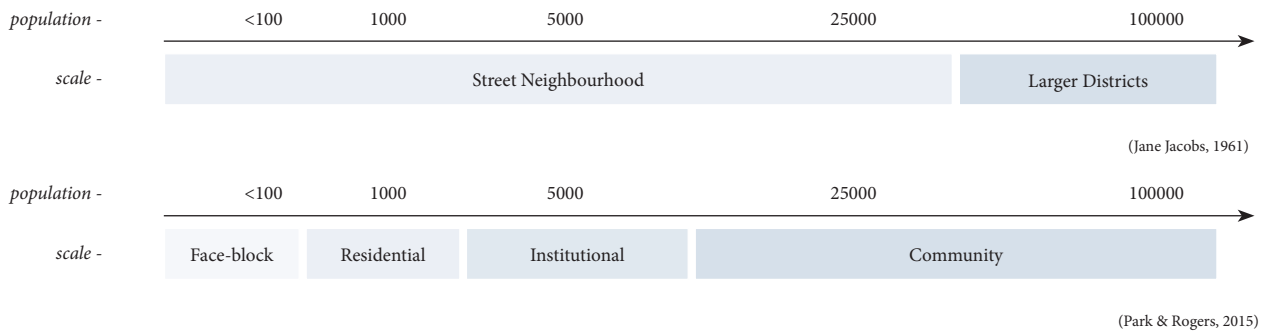 population - <100 1000 5000 25000 100000
scale - Street Neighbourhood Larger Districts
(Jane Jacobs, 1961)
population - <100 1000 5000 25000 100000
scale - Face-block Residential Institutional Community
(Park & Rogers, 2015)